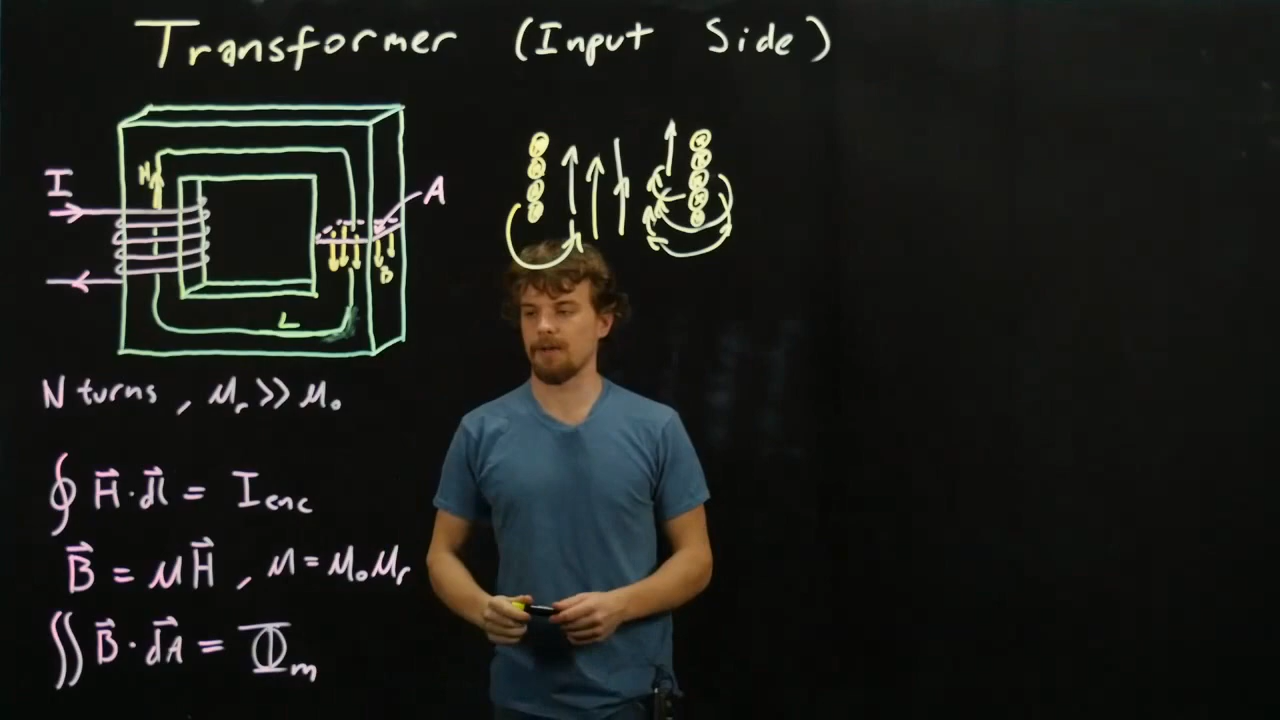 Transformer (Input Side)
I
H
A
B
L
N turns, μr >> μ₀
∮ H⃗ · dl⃗ = Ienc
B⃗ = μH⃗, μ = μ₀μr
∬ B⃗ · dA⃗ = Φm